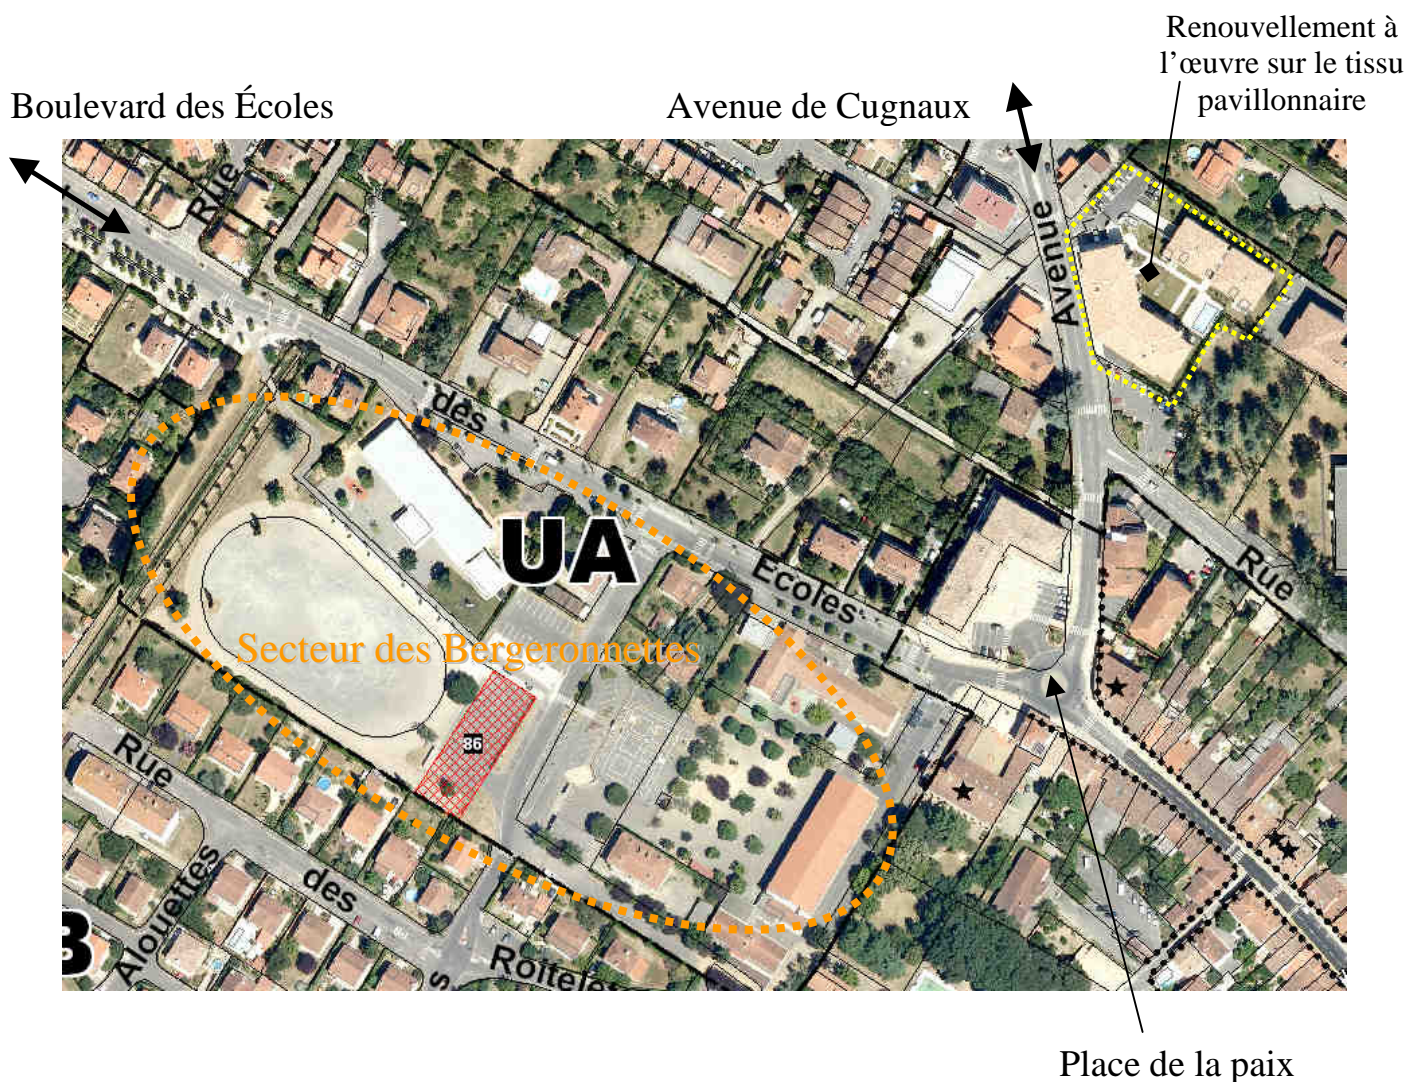 Renouvellement à
l'œuvre sur le tissu
pavillonnaire
Boulevard des Écoles
Avenue de Cugnaux
Rue
Avenue
des
UA
Ecoles
Rue
Secteur des Bergeronnettes
86
Rue
des
Alouettes
B
s
Roitelet
Place de la paix